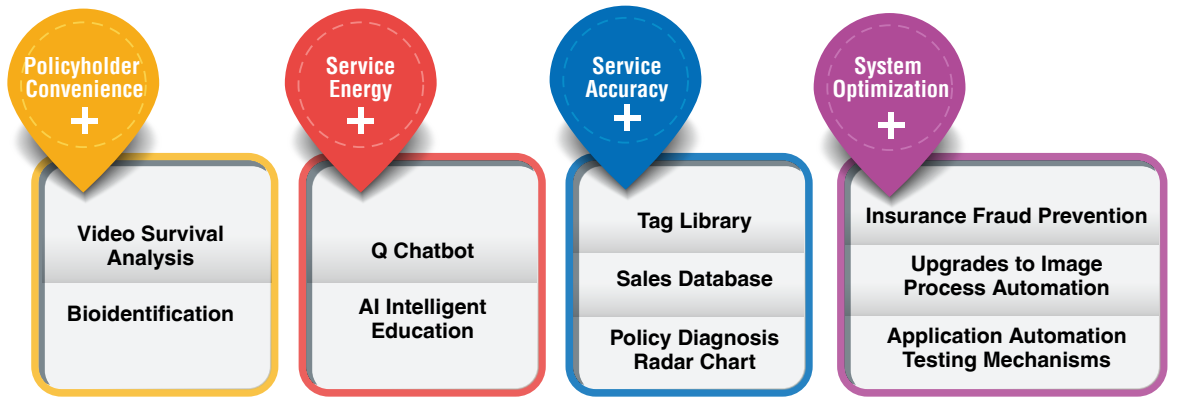 Policyholder
Convenience
+
Video Survival
Analysis
Bioidentification
Service
Energy
+
Q Chatbot
AI Intelligent
Education
Service
Accuracy
+
Tag Library
Sales Database
Policy Diagnosis
Radar Chart
System
Optimization
+
Insurance Fraud Prevention
Upgrades to Image
Process Automation
Application Automation
Testing Mechanisms